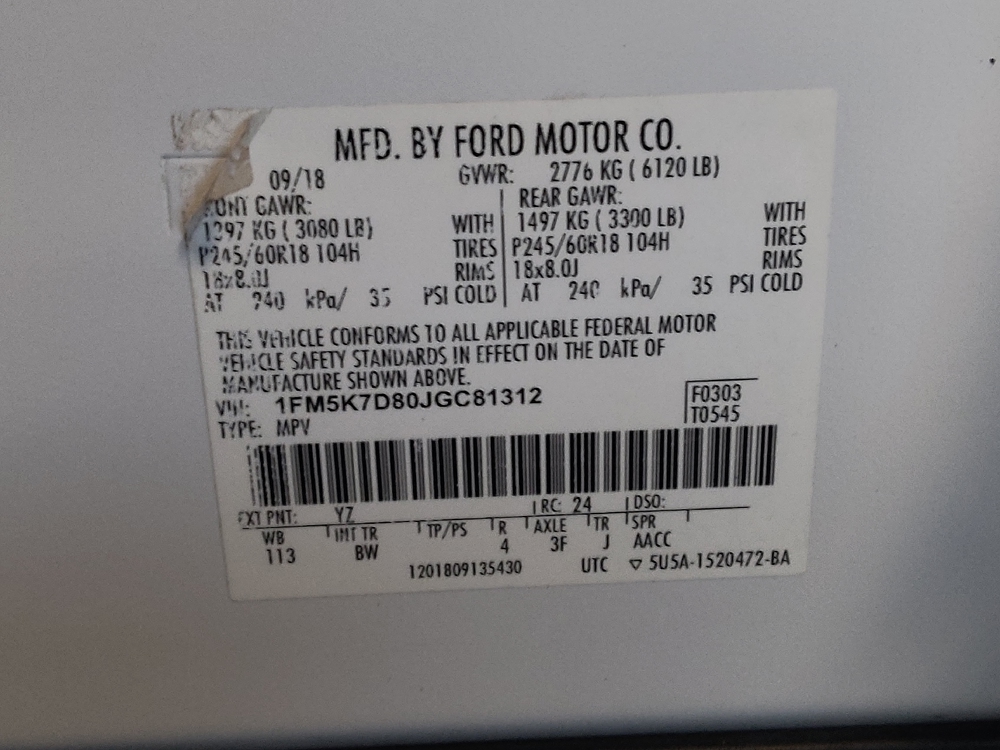 MFD. BY FORD MOTOR CO.
09/18 GVWR: 2776 KG ( 6120 LB)
FRONT GAWR: REAR GAWR:
1397 KG ( 3080 LB) WITH 1497 KG ( 3300 LB) WITH
P245/60R18 104H TIRES P245/60R18 104H TIRES
18x8.0J RIMS 18x8.0J RIMS
AT 240 kPa/ 35 PSI COLD AT 240 kPa/ 35 PSI COLD
THIS VEHICLE CONFORMS TO ALL APPLICABLE FEDERAL MOTOR
VEHICLE SAFETY STANDARDS IN EFFECT ON THE DATE OF
MANUFACTURE SHOWN ABOVE.
VIN: 1FM5K7D80JGC81312 F0303
TYPE: MPV T0545
EXT PNT: YZ RC: 24 DSO:
WB INT TR TP/PS R AXLE TR SPR
113 BW 4 3F J AACC
1201809135430 UTC ▽ 5U5A-1520472-BA